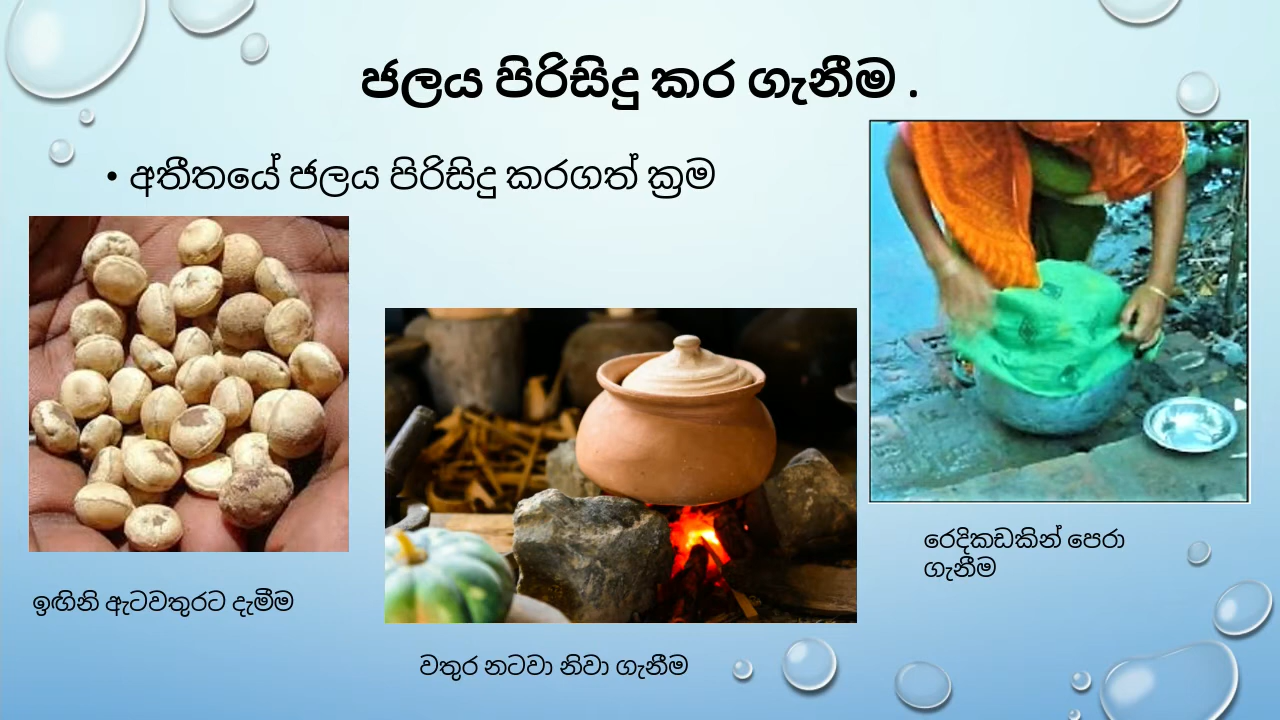 ජලය පිරිසිදු කර ගැනීම .
• අතීතයේ ජලය පිරිසිදු කරගත් ක්‍රම
රෙදිකඩකින් පෙරා
ගැනීම
ඉඟිනි ඇටවතුරට දැමීම
වතුර නටවා නිවා ගැනීම